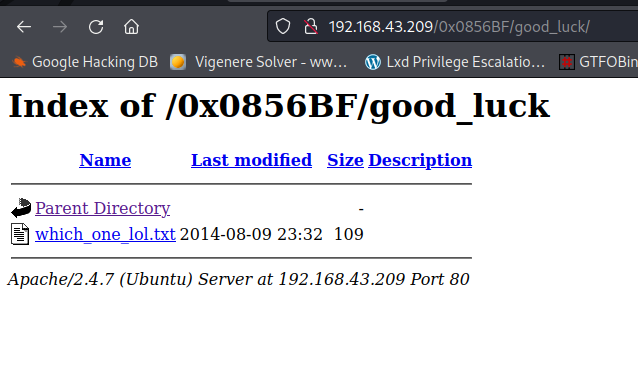 192.168.43.209/0x0856BF/good_luck/
Google Hacking DB Vigenere Solver - ww… Lxd Privilege Escalatio… GTFOBin
Index of /0x0856BF/good_luck
Name Last modified Size Description
Parent Directory -
which_one_lol.txt 2014-08-09 23:32 109
Apache/2.4.7 (Ubuntu) Server at 192.168.43.209 Port 80